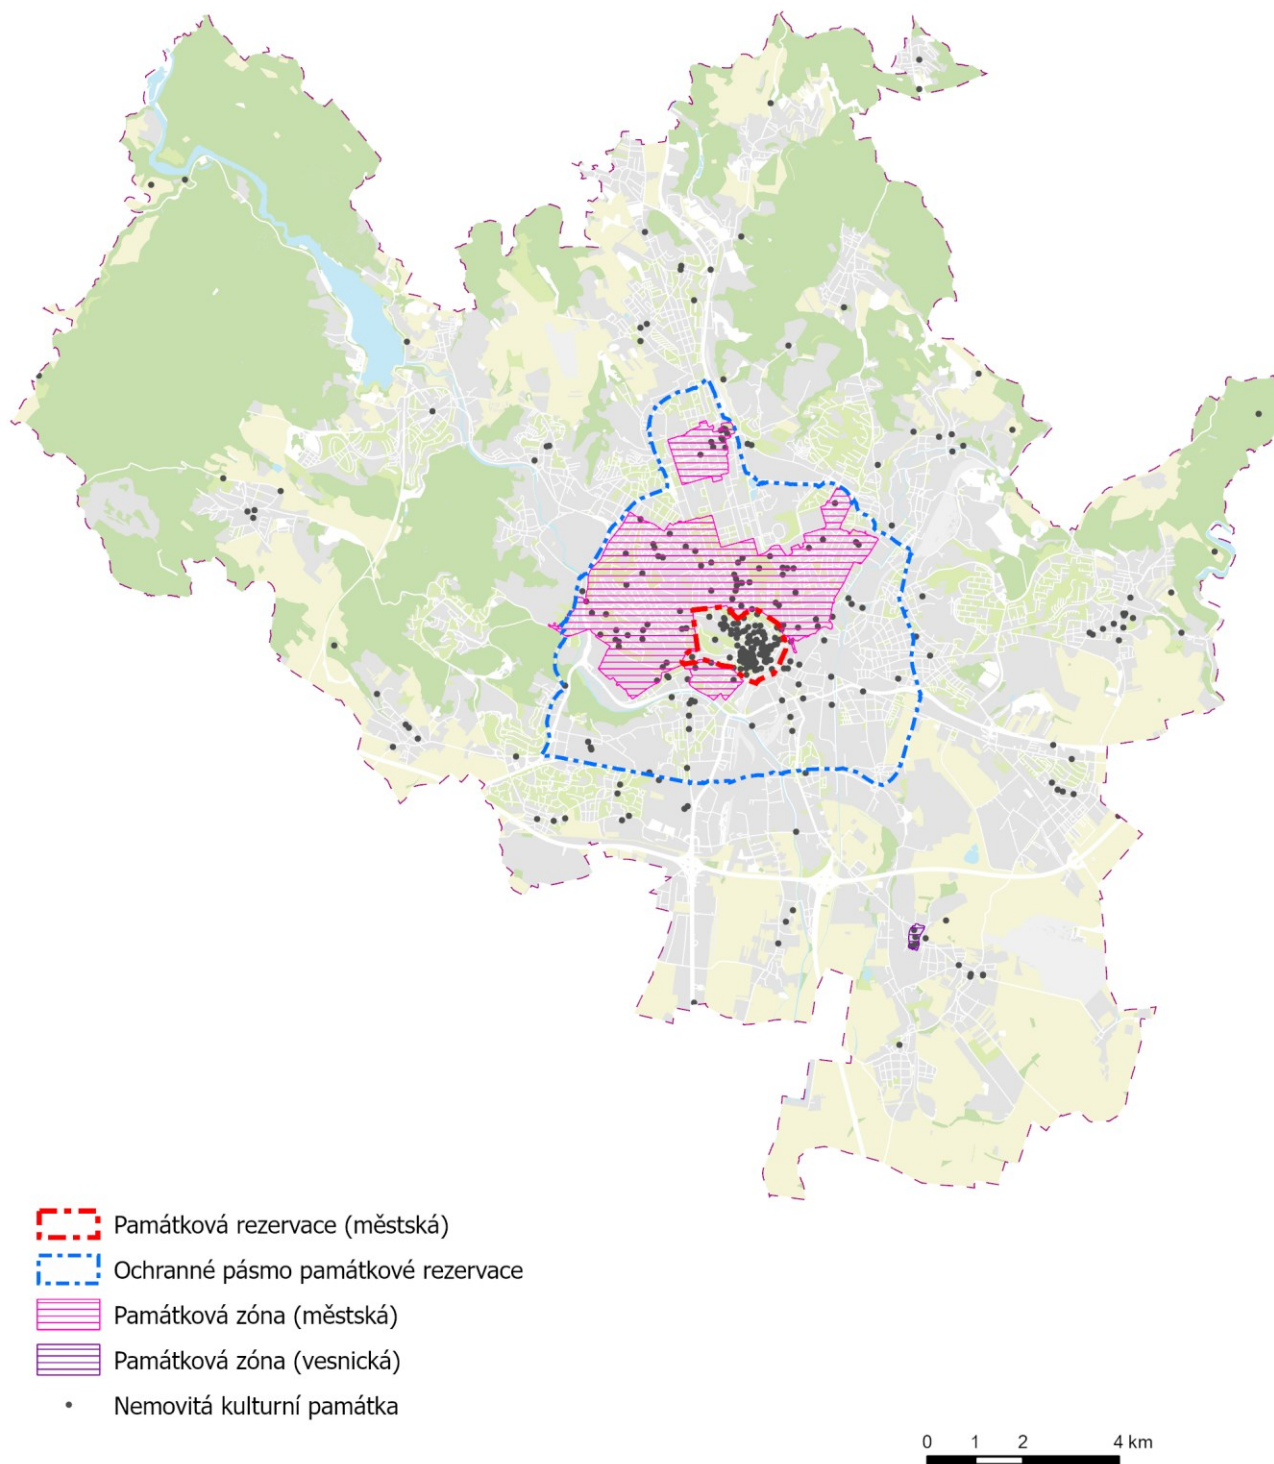 Památková rezervace (městská)
Ochranné pásmo památkové rezervace
Památková zóna (městská)
Památková zóna (vesnická)
Nemovitá kulturní památka
0 1 2 4 km